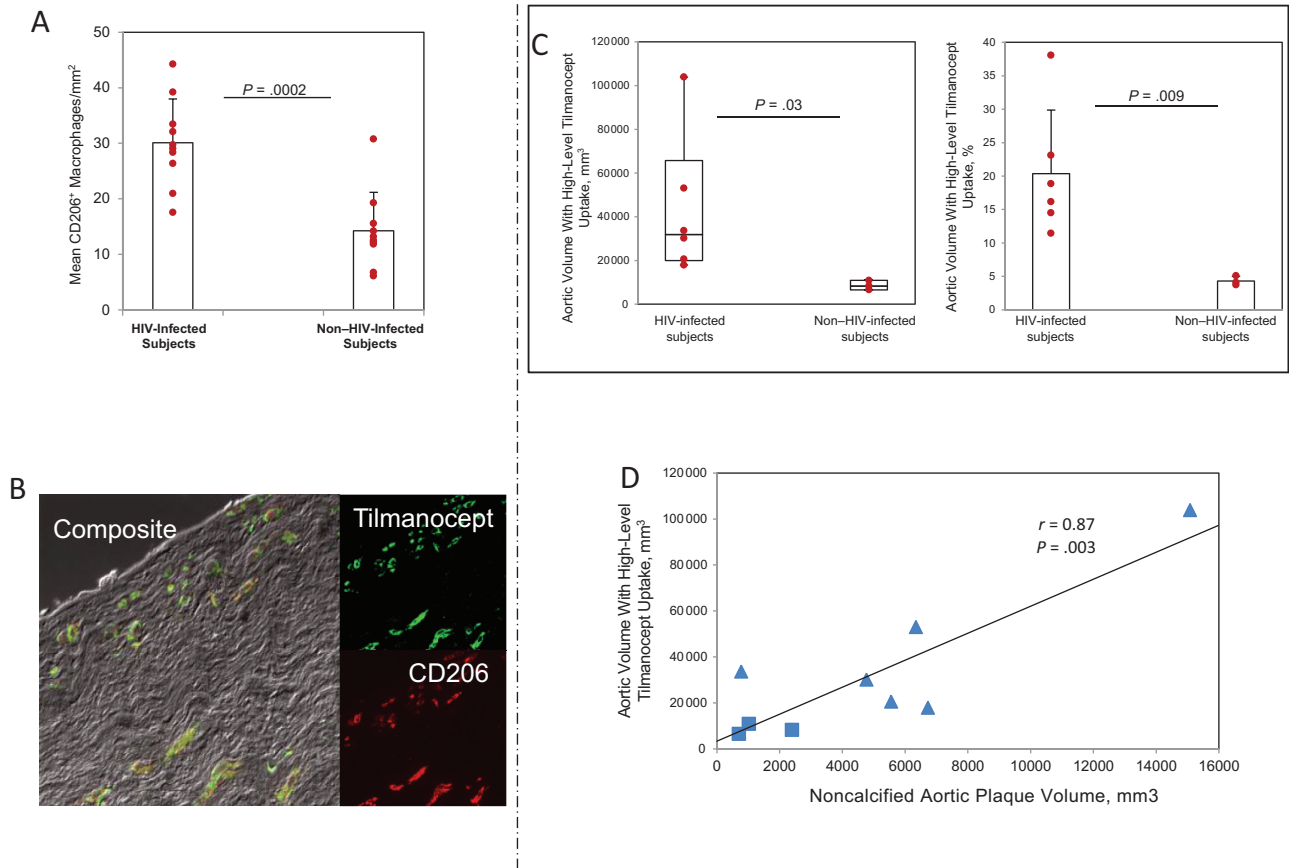 A
50
40
30
20
10
0
Mean CD206+ Macrophages/mm²
P = .0002
HIV-Infected
Subjects
Non–HIV-Infected
Subjects
B
Composite
Tilmanocept
CD206
C
120000
100000
80000
60000
40000
20000
0
Aortic Volume With High-Level Tilmanocept
Uptake, mm³
P = .03
HIV-infected
subjects
Non–HIV-infected
subjects
40
35
30
25
20
15
10
5
0
Aortic Volume With High-Level Tilmanocept
Uptake, %
P = .009
HIV-infected
subjects
Non–HIV-infected
subjects
D
120000
100000
80000
60000
40000
20000
0
Aortic Volume With High-Level
Tilmanocept Uptake, mm³
r = 0.87
P = .003
0 2000 4000 6000 8000 10000 12000 14000 16000
Noncalcified Aortic Plaque Volume, mm3